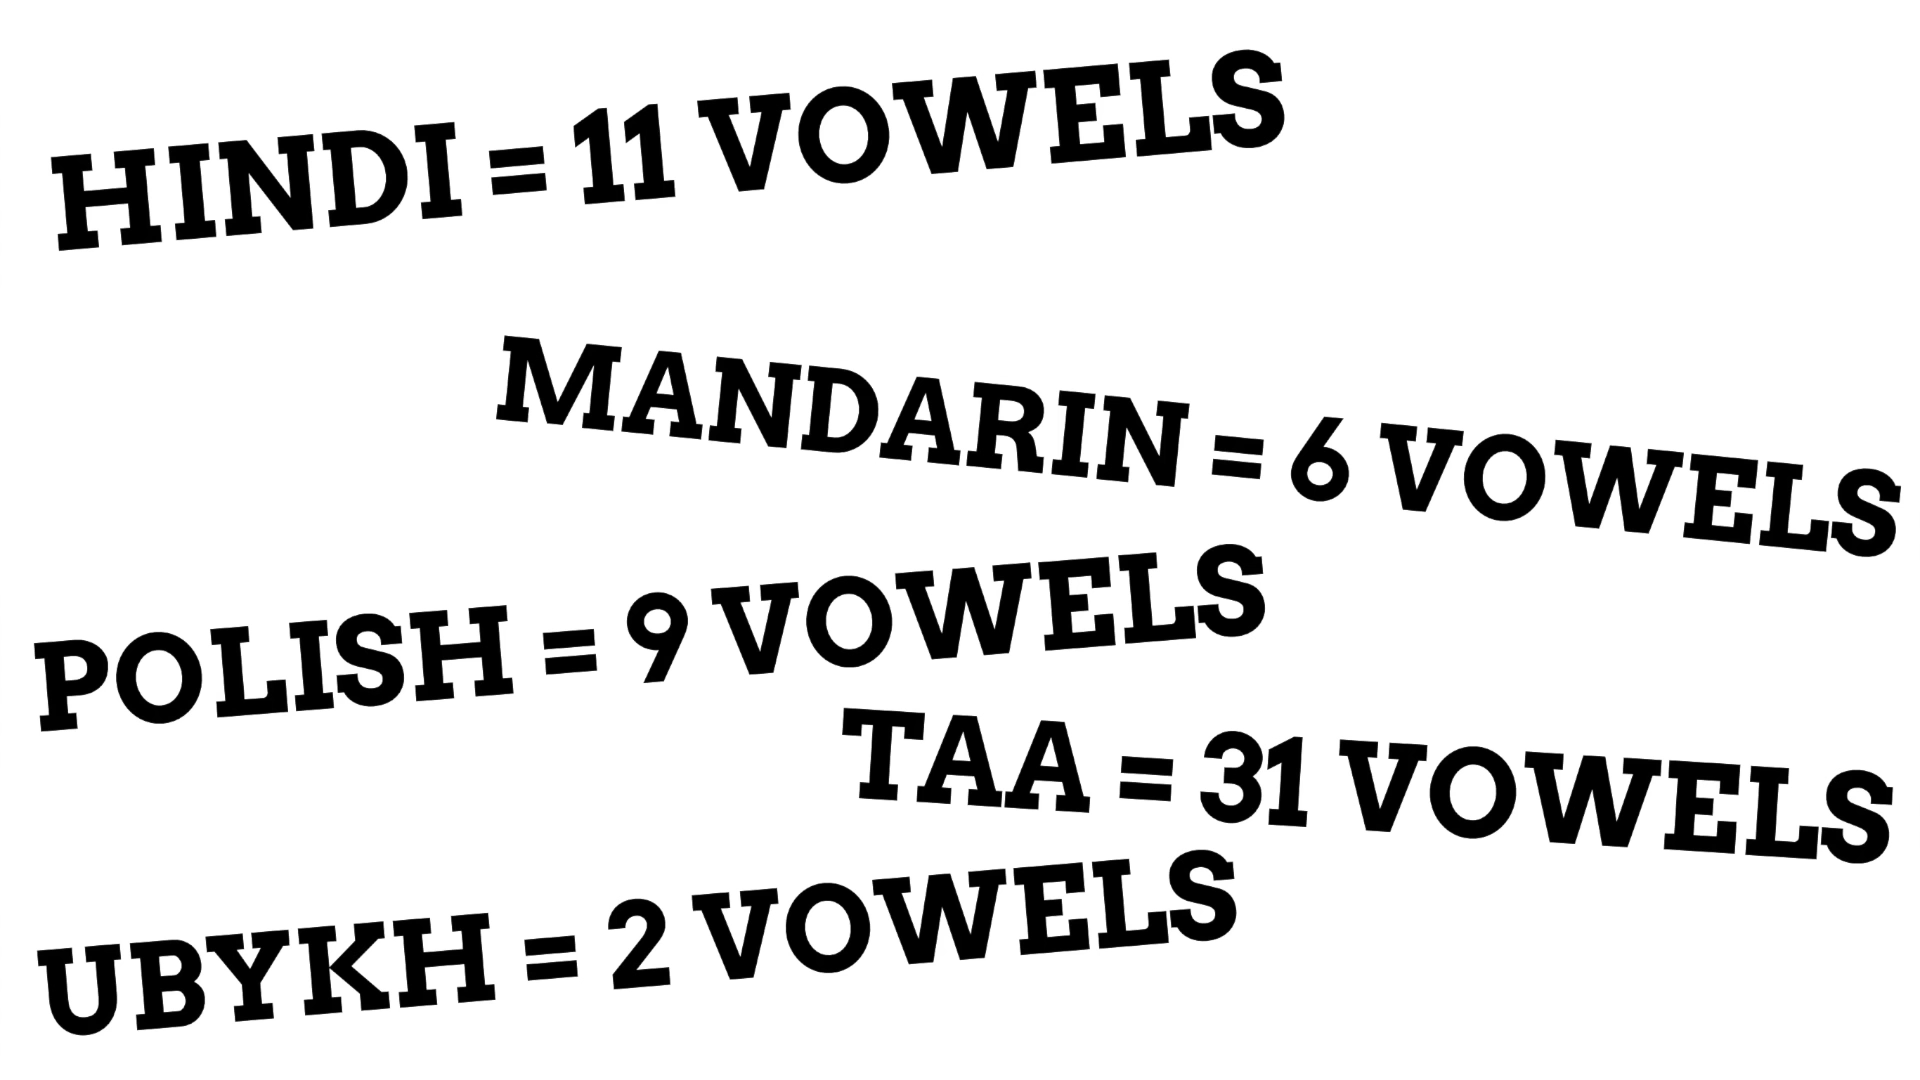 HINDI = 11 VOWELS
MANDARIN = 6 VOWELS
POLISH = 9 VOWELS
TAA = 31 VOWELS
UBYKH = 2 VOWELS